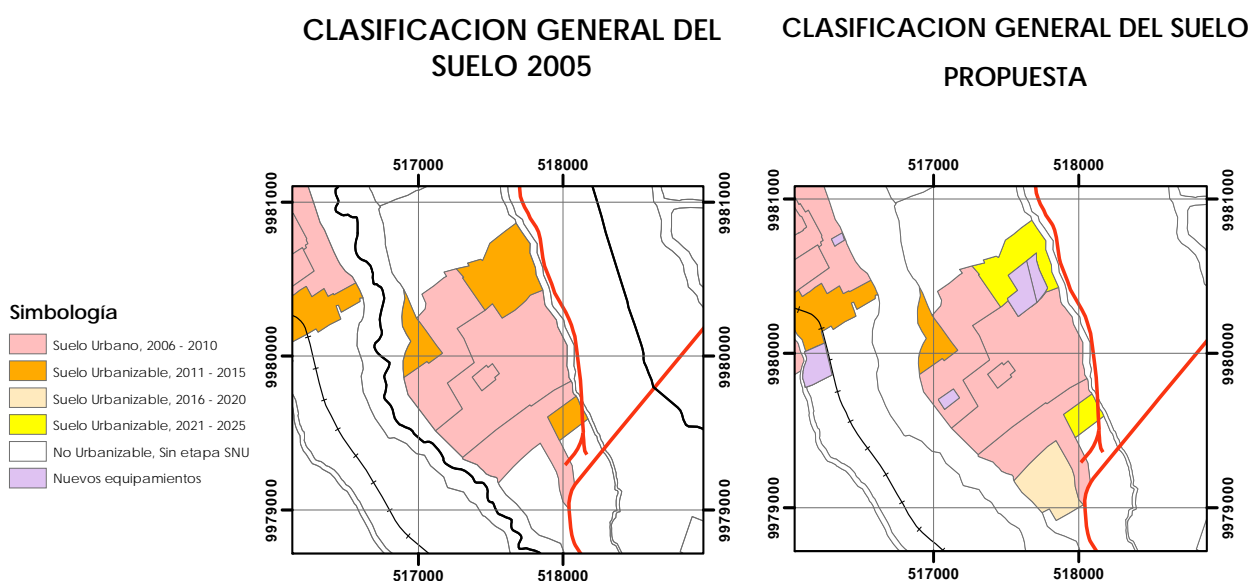 CLASIFICACION GENERAL DEL
SUELO 2005
CLASIFICACION GENERAL DEL SUELO
PROPUESTA
Simbología
Suelo Urbano, 2006 - 2010
Suelo Urbanizable, 2011 - 2015
Suelo Urbanizable, 2016 - 2020
Suelo Urbanizable, 2021 - 2025
No Urbanizable, Sin etapa SNU
Nuevos equipamientos
517000
518000
9981000
9981000
9980000
9980000
9979000
9979000
517000
518000
517000
518000
9981000
9981000
9980000
9980000
9979000
9979000
517000
518000